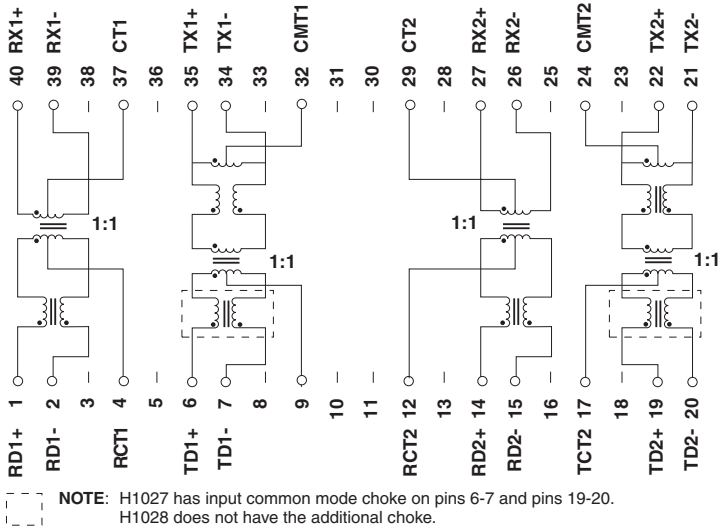 RX1+ RX1- CT1 TX1+ TX1- CMT1 CT2 RX2+ RX2- CMT2 TX2+ TX2-
40 39 38 37 36 35 34 33 32 31 30 29 28 27 26 25 24 23 22 21
1:1 1:1 1:1 1:1
1 2 3 4 5 6 7 8 9 10 11 12 13 14 15 16 17 18 19 20
RD1+ RD1- RCT1 TD1+ TD1- RCT2 RD2+ RD2- TCT2 TD2+ TD2-
NOTE: H1027 has input common mode choke on pins 6-7 and pins 19-20.
H1028 does not have the additional choke.